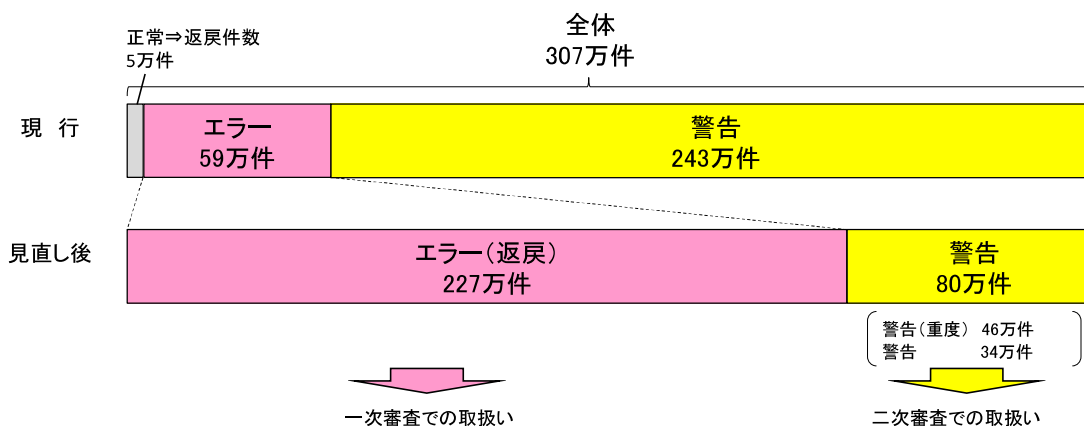 正常⇒返戻件数
5万件
全体
307万件
現　行
エラー
59万件
警告
243万件
見直し後
エラー（返戻）
227万件
警告
80万件
警告（重度）　46万件
警告　　　　　34万件
一次審査での取扱い
二次審査での取扱い